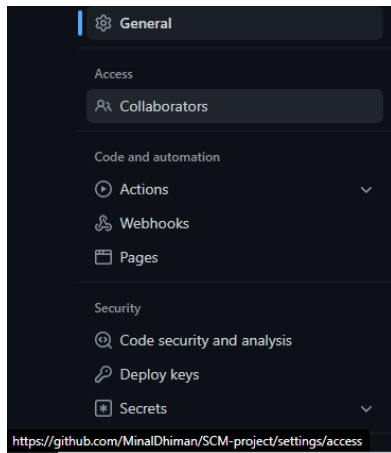 General
Access
Collaborators
Code and automation
Actions
Webhooks
Pages
Security
Code security and analysis
Deploy keys
Secrets
https://github.com/MinalDhiman/SCM-project/settings/access